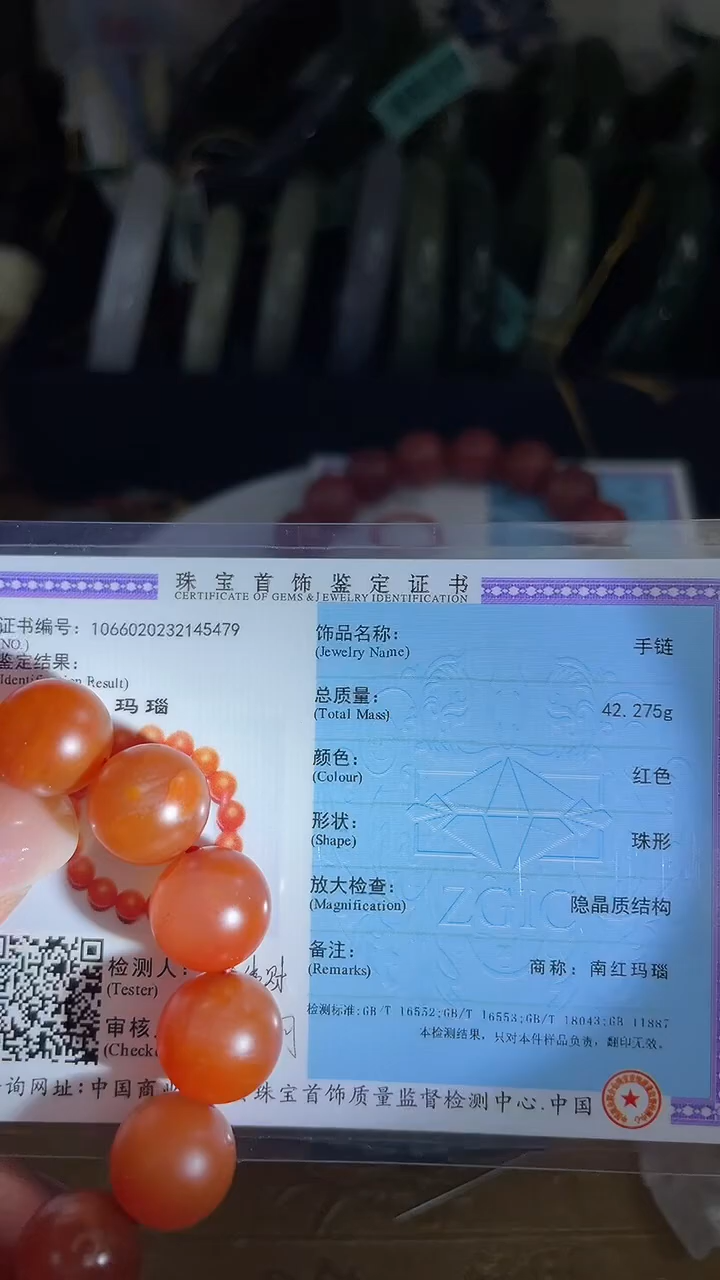 珠宝首饰鉴定证书
CERTIFICATE OF GEMS &JEWELRY IDENTIFICATION
证书编号: 1066020232145479
NO.)
鉴定结果:
Result)
玛瑙
检测人:
(Tester)
审核
(Check
询网址:中国商业 珠宝首饰质量监督检测中心.中国
饰品名称:
(Jewelry Name)
手链
总质量:
(Total Mass)
42.275g
颜色:
(Colour)
红色
形状:
(Shape)
珠形
放大检查:
(Magnification)
隐晶质结构
备注:
(Remarks)
商称: 南红玛瑙
ZGIC
检测标准:GB/T 16552;GB/T 16553;GB/T 18043;GB 11887
本检测结果, 只对本件样品负责, 翻印无效。